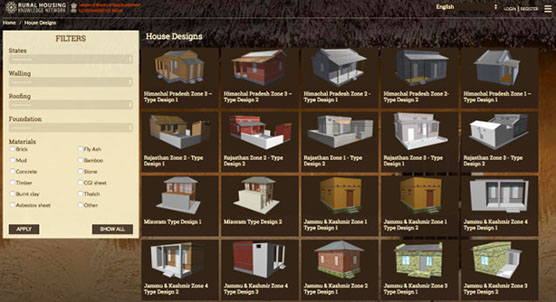 RURAL HOUSING
KNOWLEDGE NETWORK
English
LOGIN | REGISTER
Home / House Designs
FILTERS
States
Walling
Roofing
Foundation
Materials
Brick
Fly Ash
Mud
Bamboo
Concrete
Stone
Timber
CGI sheet
Burnt clay
Thatch
Asbestos sheet
Other
APPLY
SHOW ALL
House Designs
Himachal Pradesh Zone 3 –
Type Design 1
Himachal Pradesh Zone 3 –
Type Design 2
Himachal Pradesh Zone 2 -
Type Design 1
Himachal Pradesh Zone 2 -
Type Design 2
Himachal Pradesh Zone 1 –
Type Design 1
Rajasthan Zone 2 - Type
Design 1
Rajasthan Zone 2 - Type
Design 2
Rajasthan Zone 1 - Type
Design 2
Rajasthan Zone 3 - Type
Design 1
Rajasthan Zone 3 - Type
Design 2
Mizoram Type Design 1
Mizoram Type Design 2
Jammu & Kashmir Zone 1
Type Design 1
Jammu & Kashmir Zone 1
Type Design 2
Jammu & Kashmir Zone 4
Type Design 1
Jammu & Kashmir Zone 4
Type Design 2
Jammu & Kashmir Zone 4
Type Design 3
Jammu & Kashmir Zone 2
Type Design 1
Jammu & Kashmir Zone 3
Type Design 1
Jammu & Kashmir Zone 3
Type Design 2